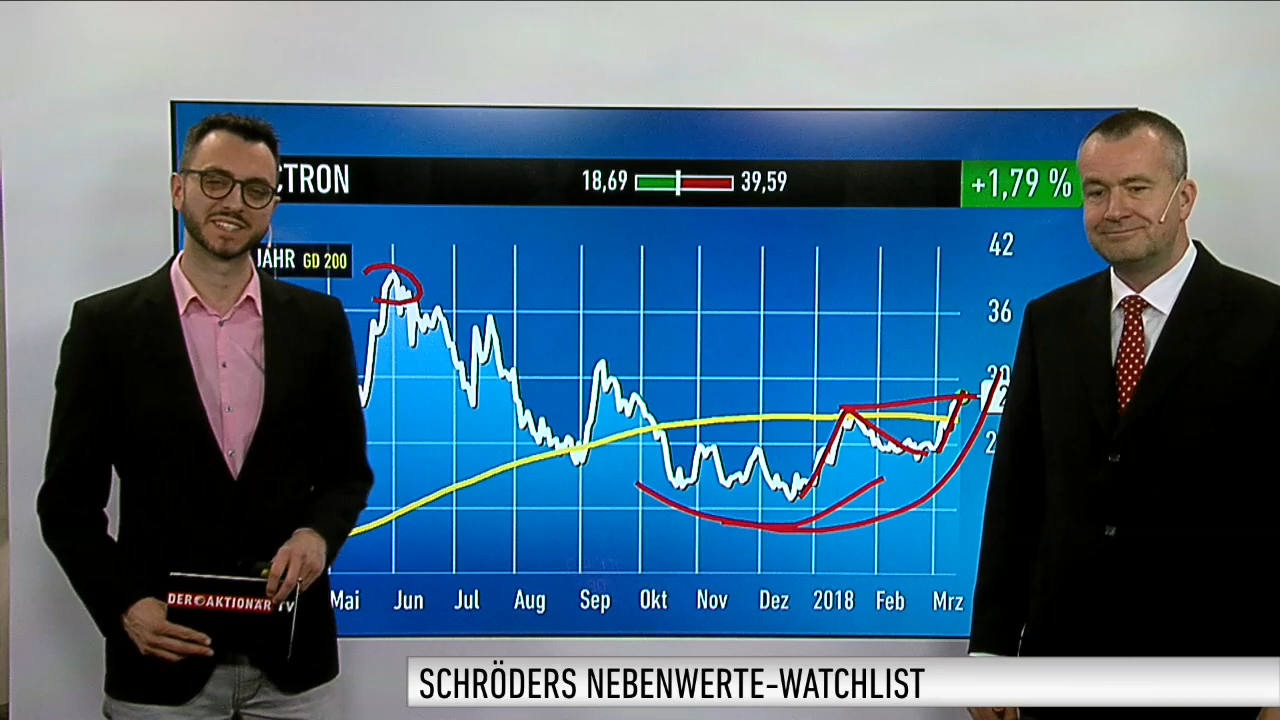 CTRON
18,69 39,59
+1,79 %
JAHR GD 200
42
36
Mai Jun Jul Aug Sep Okt Nov Dez 2018 Feb Mrz
DER AKTIONÄR TV
SCHRÖDERS NEBENWERTE-WATCHLIST